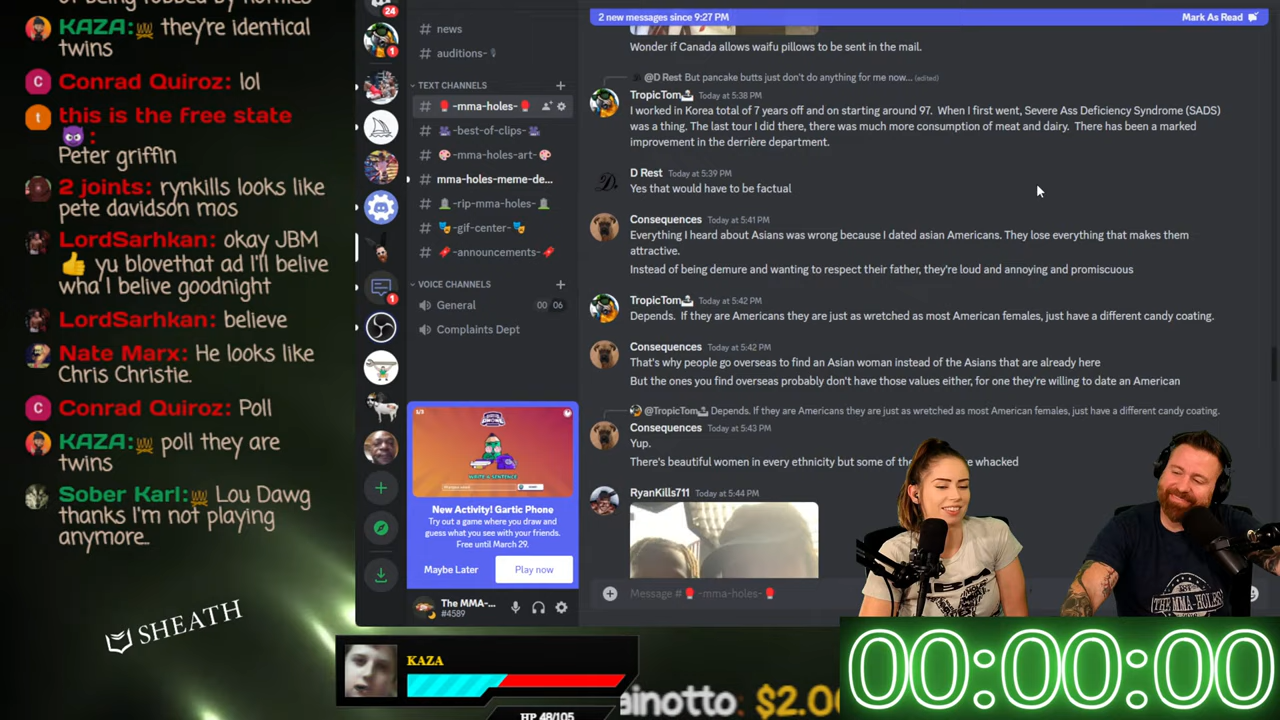 of being robbed by homies
KAZA: they're identical
twins
Conrad Quiroz: lol
this is the free state
:
Peter griffin
2 joints: rynkills looks like
pete davidson mos
LordSarhkan: okay JBM
yu blovethat ad I'll belive
wha I belive goodnight
LordSarhkan: believe
Nate Marx: He looks like
Chris Christie.
Conrad Quiroz: Poll
KAZA: poll they are
twins
Sober Karl: Lou Dawg
thanks I'm not playing
anymore..
SHEATH
24
1
1
news
auditions-
TEXT CHANNELS
# -mma-holes-
# -best-of-clips-
# -mma-holes-art-
# mma-holes-meme-de...
# -rip-mma-holes-
# -gif-center-
# -announcements-
VOICE CHANNELS
General 00 06
Complaints Dept
WRITE A SENTENCE
New Activity! Gartic Phone
Try out a game where you draw and
guess what you see with your friends.
Free until March 29.
Maybe Later Play now
The MMA-...
#4589
2 new messages since 9:27 PM Mark As Read
Wonder if Canada allows waifu pillows to be sent in the mail.
@D Rest But pancake butts just don't do anything for me now... (edited)
TropicTom Today at 5:38 PM
I worked in Korea total of 7 years off and on starting around 97. When I first went, Severe Ass Deficiency Syndrome (SADS)
was a thing. The last tour I did there, there was much more consumption of meat and dairy. There has been a marked
improvement in the derrière department.
D Rest Today at 5:39 PM
Yes that would have to be factual
Consequences Today at 5:41 PM
Everything I heard about Asians was wrong because I dated asian Americans. They lose everything that makes them
attractive.
Instead of being demure and wanting to respect their father, they're loud and annoying and promiscuous
TropicTom Today at 5:42 PM
Depends. If they are Americans they are just as wretched as most American females, just have a different candy coating.
Consequences Today at 5:42 PM
That's why people go overseas to find an Asian woman instead of the Asians that are already here
But the ones you find overseas probably don't have those values either, for one they're willing to date an American
@TropicTom Depends. If they are Americans they are just as wretched as most American females, just have a different candy coating.
Consequences Today at 5:43 PM
Yup.
There's beautiful women in every ethnicity but some of whacked
RyanKills711 Today at 5:44 PM
Message # -mma-holes-
THE MMA-HOLES
KAZA
HP 48/105
ainotto: $2.0
00:00:00